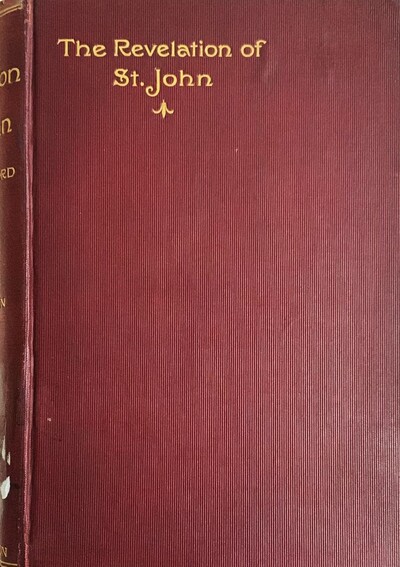 The Revelation of
St. John